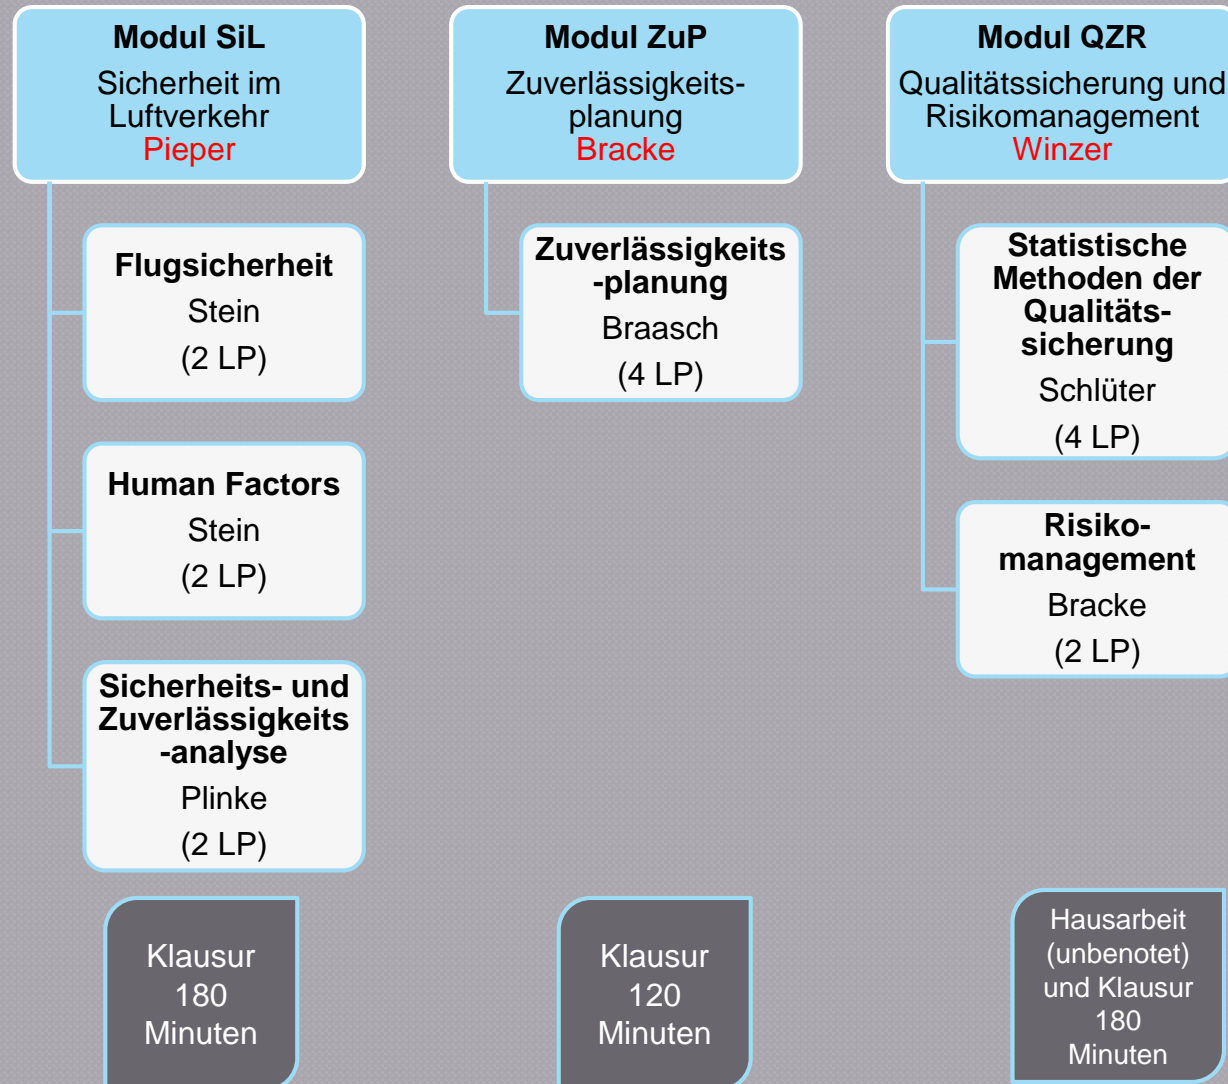 Modul SiL
Sicherheit im
Luftverkehr
Pieper
Flugsicherheit
Stein
(2 LP)
Human Factors
Stein
(2 LP)
Sicherheits- und
Zuverlässigkeits
-analyse
Plinke
(2 LP)
Klausur
180
Minuten
Modul ZuP
Zuverlässigkeits-
planung
Bracke
Zuverlässigkeits
-planung
Braasch
(4 LP)
Klausur
120
Minuten
Modul QZR
Qualitätssicherung und
Risikomanagement
Winzer
Statistische
Methoden der
Qualitäts-
sicherung
Schlüter
(4 LP)
Risiko-
management
Bracke
(2 LP)
Hausarbeit
(unbenotet)
und Klausur
180
Minuten